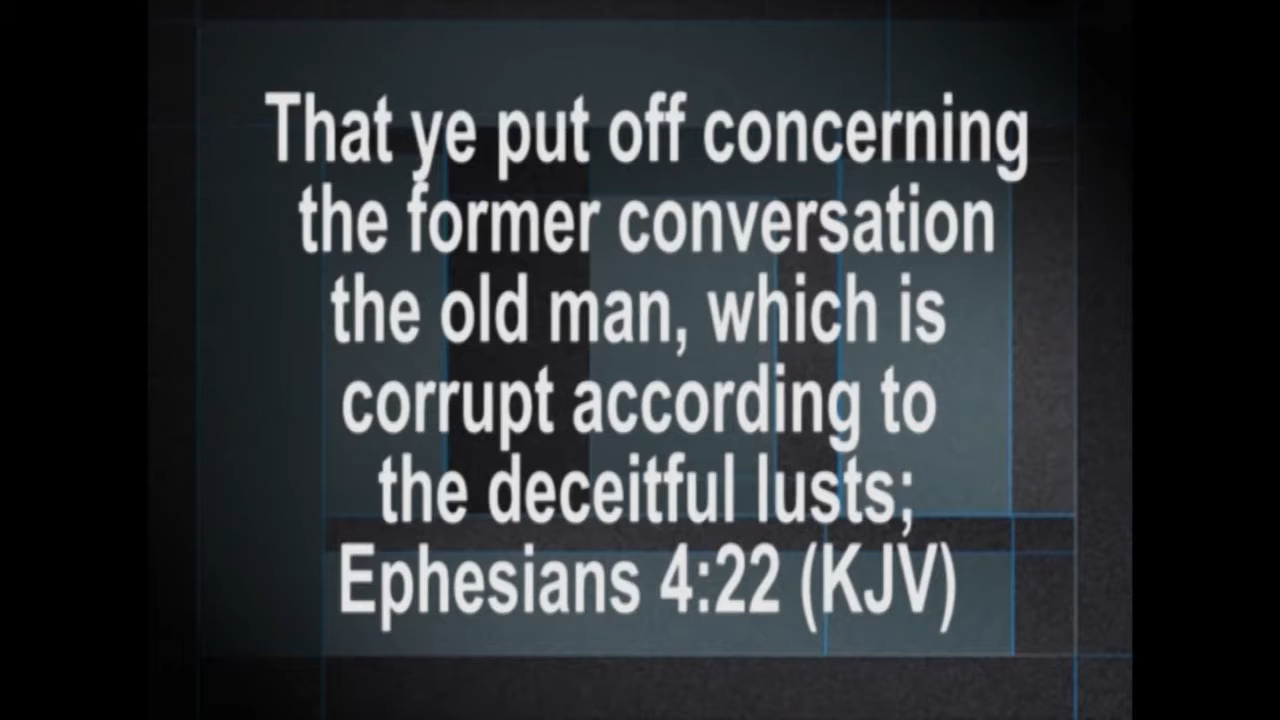 That ye put off concerning
the former conversation
the old man, which is
corrupt according to
the deceitful lusts;
Ephesians 4:22 (KJV)